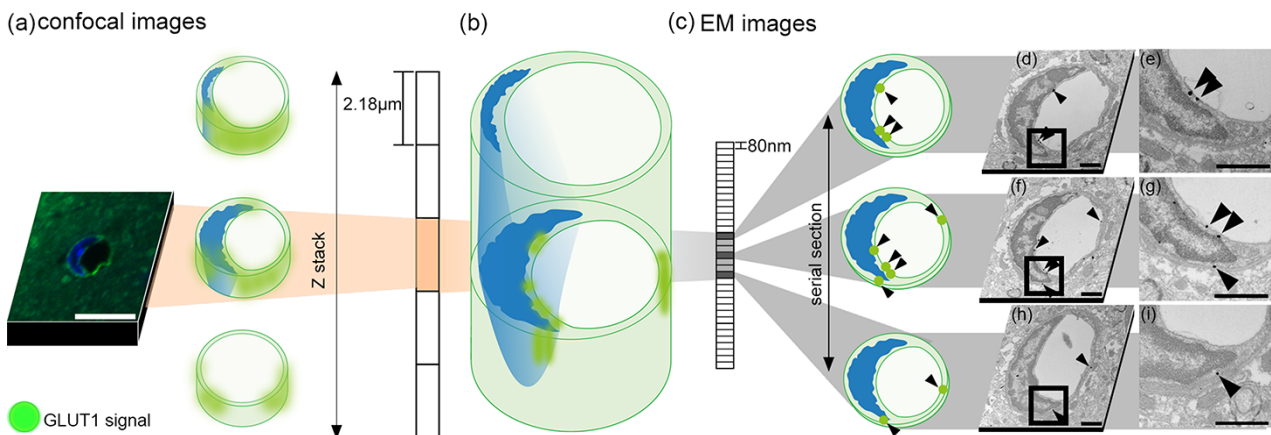 (a) confocal images
(b)
(c) EM images
2.18μm
Z stack
GLUT1 signal
80nm
serial section
(d)
(e)
(f)
(g)
(h)
(i)